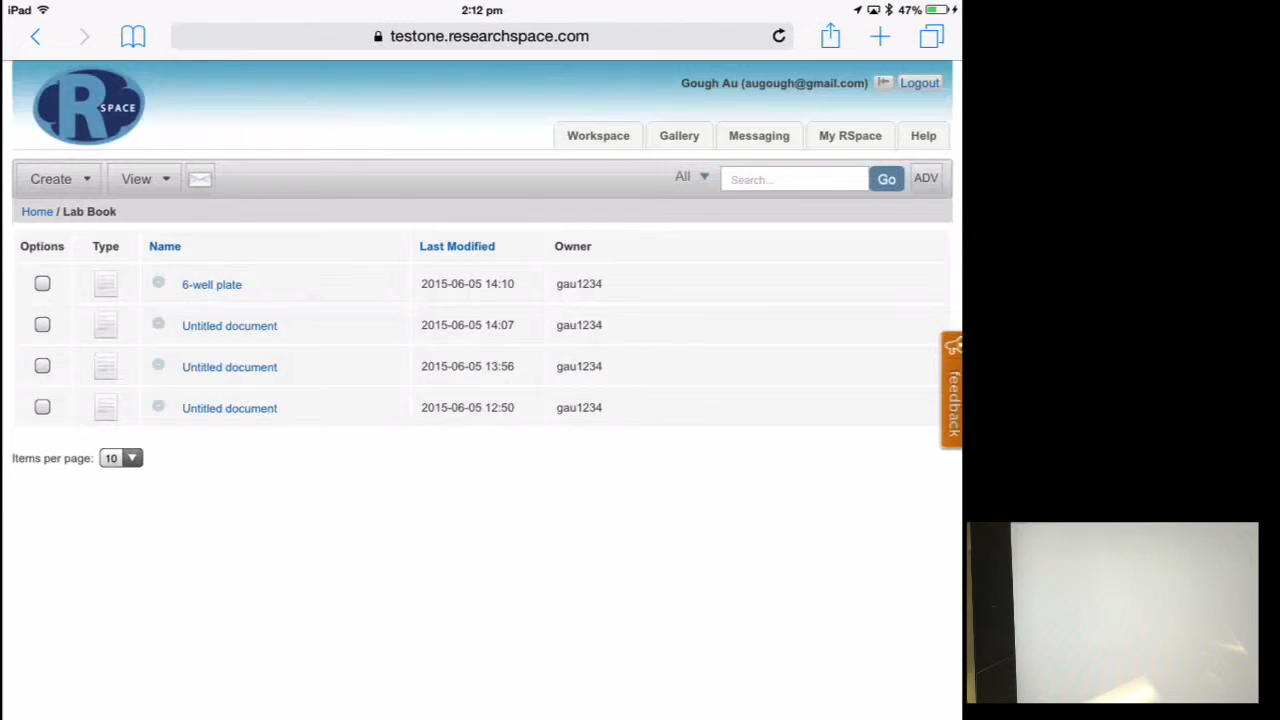 iPad 2:12 pm 47%
testone.researchspace.com
Gough Au (augough@gmail.com) Logout
R SPACE
Workspace Gallery Messaging My RSpace Help
Create View All Search... Go ADV
Home / Lab Book
Options Type Name Last Modified Owner
6-well plate 2015-06-05 14:10 gau1234
Untitled document 2015-06-05 14:07 gau1234
Untitled document 2015-06-05 13:56 gau1234
Untitled document 2015-06-05 12:50 gau1234
feedback
Items per page: 10